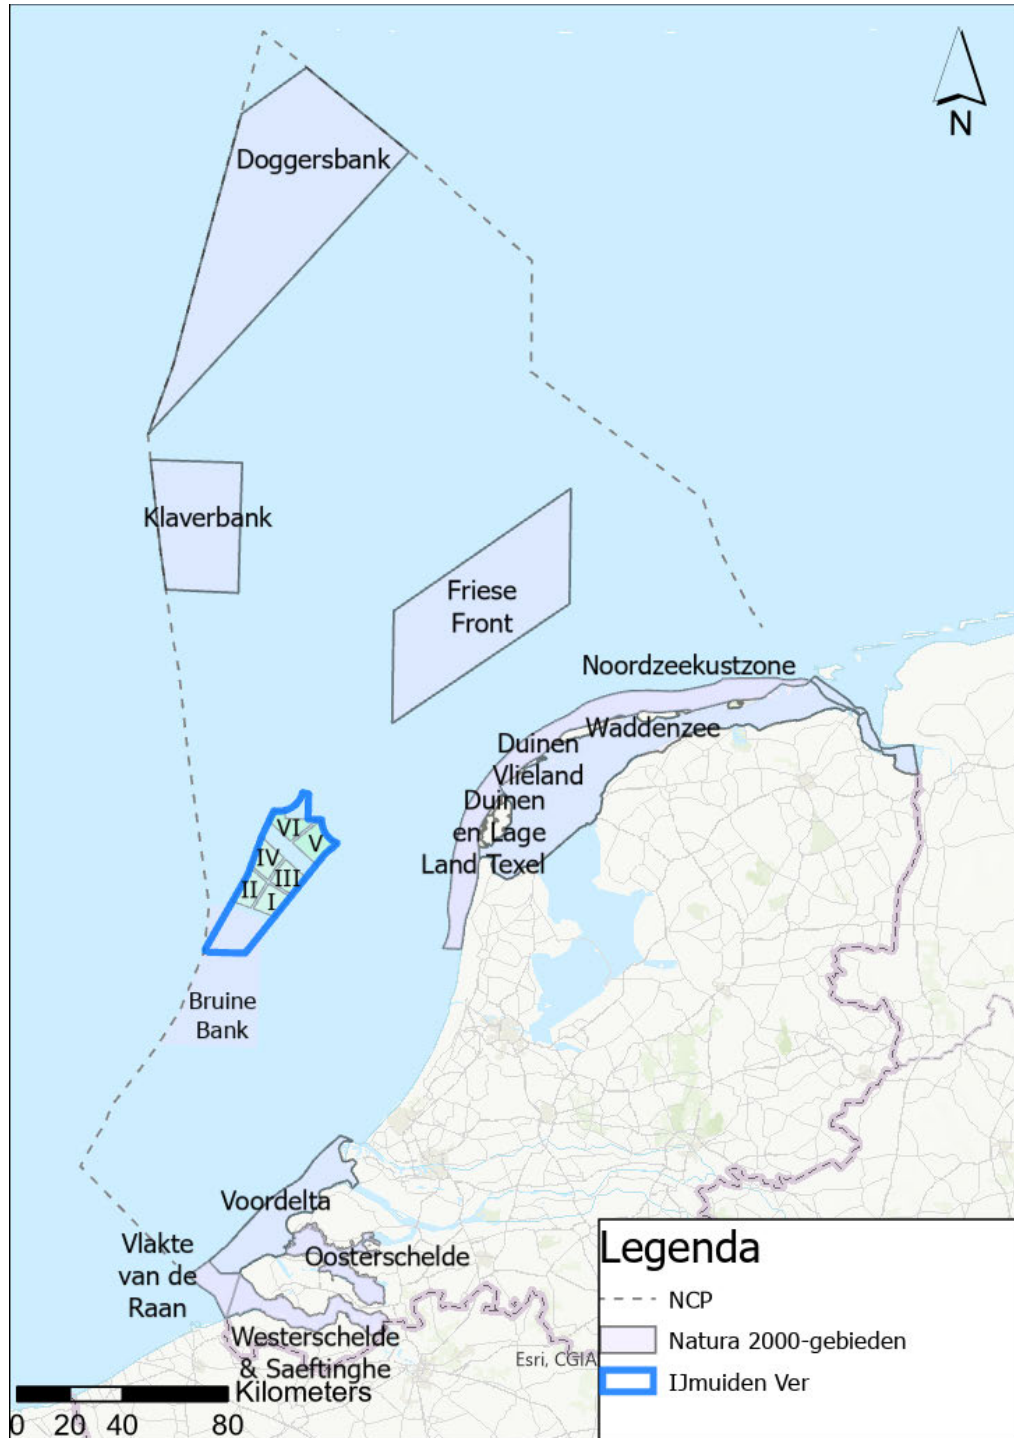 N
Doggersbank
Klaverbank
Friese
Front
Noordzeekustzone
Waddenzee
Duinen
Vlieland
Duinen
en Lage
Land Texel
VI
V
IV
III
II
I
Bruine
Bank
Voordelta
Vlakte
van de
Raan
Oosterschelde
Westerschelde
& Saeftinghe
Esri, CGIA
Kilometers
0 20 40 80
Legenda
NCP
Natura 2000-gebieden
IJmuiden Ver